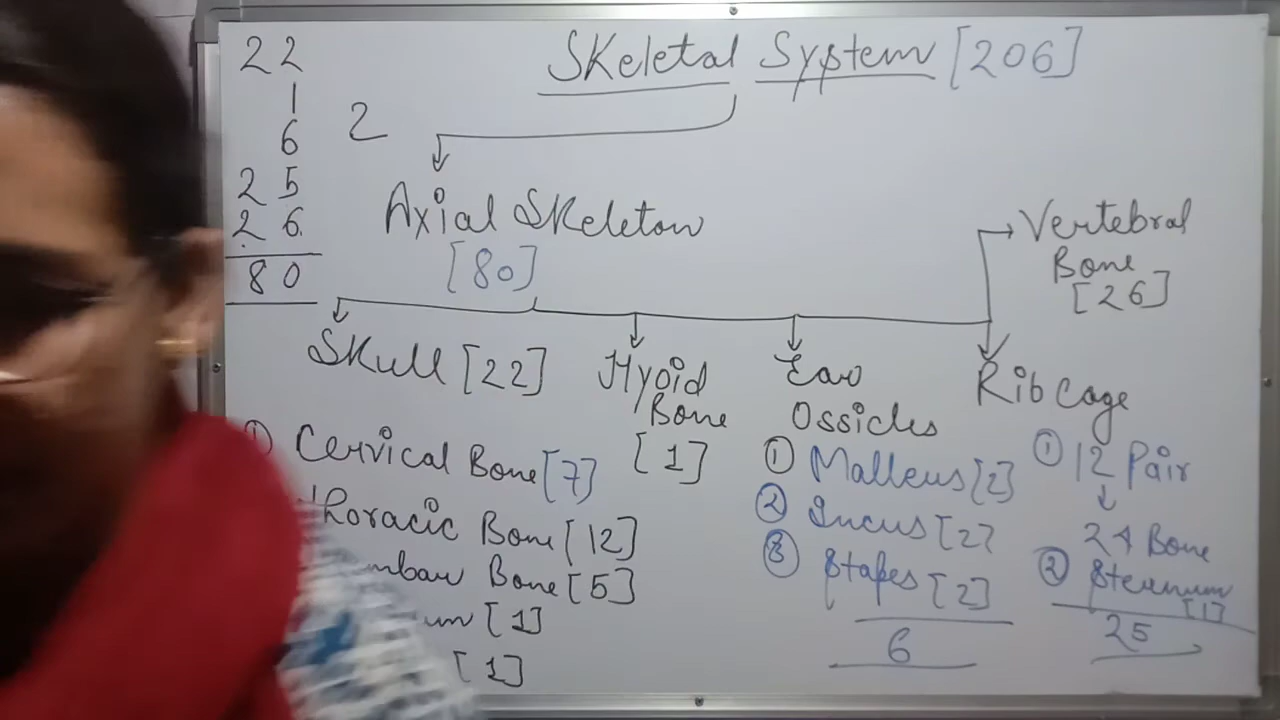 Skeletal System [206]
22
1
6 2
25
26
80
Axial Skeleton
[80]
Vertebral
Bone
[26]
Skull [22]
Hyoid
Bone
[1]
Ear
Ossicles
① Malleus [2]
② Incus [2]
③ Stapes [2]
6
Rib Cage
① 12 Pair
24 Bone
② Sternum
[1]
25
① Cervical Bone [7]
thoracic Bone [12]
Bone [5]
[1]
[1]